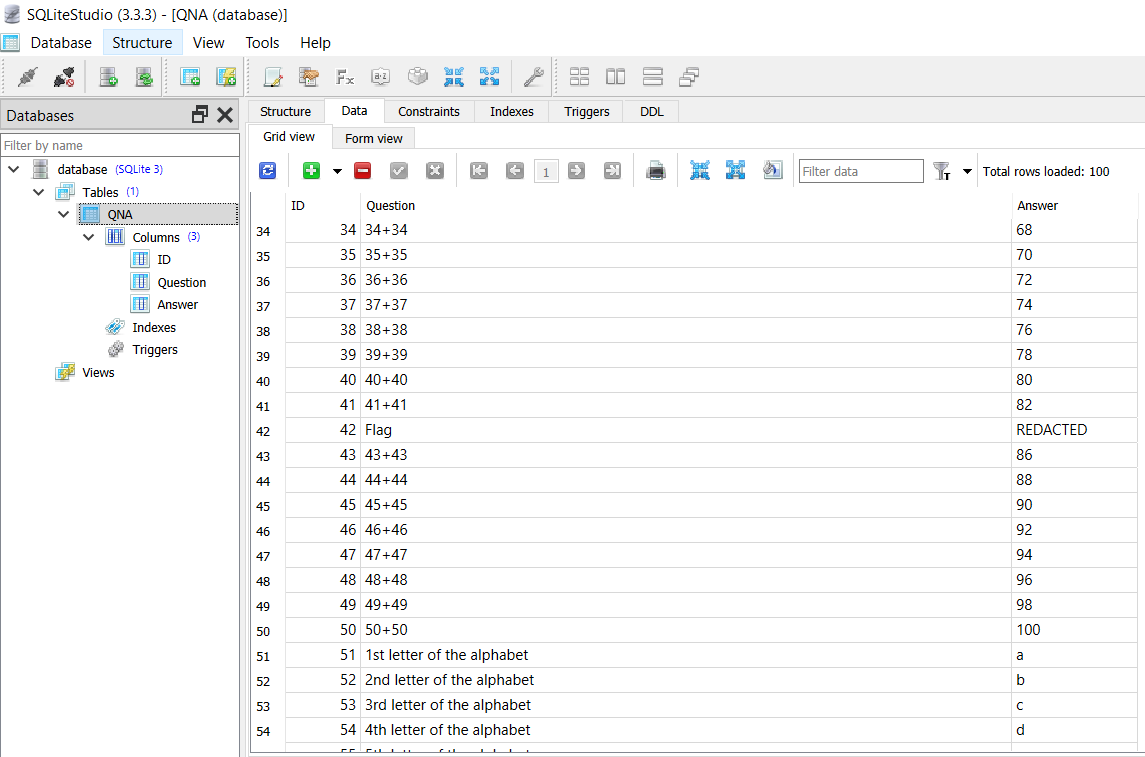 SQLiteStudio (3.3.3) - [QNA (database)]
Database Structure View Tools Help
Databases
Filter by name
database (SQLite 3)
Tables (1)
QNA
Columns (3)
ID
Question
Answer
Indexes
Triggers
Views
Structure Data Constraints Indexes Triggers DDL
Grid view Form view
1 Filter data Total rows loaded: 100
ID Question Answer
34 34 34+34 68
35 35 35+35 70
36 36 36+36 72
37 37 37+37 74
38 38 38+38 76
39 39 39+39 78
40 40 40+40 80
41 41 41+41 82
42 42 Flag REDACTED
43 43 43+43 86
44 44 44+44 88
45 45 45+45 90
46 46 46+46 92
47 47 47+47 94
48 48 48+48 96
49 49 49+49 98
50 50 50+50 100
51 51 1st letter of the alphabet a
52 52 2nd letter of the alphabet b
53 53 3rd letter of the alphabet c
54 54 4th letter of the alphabet d